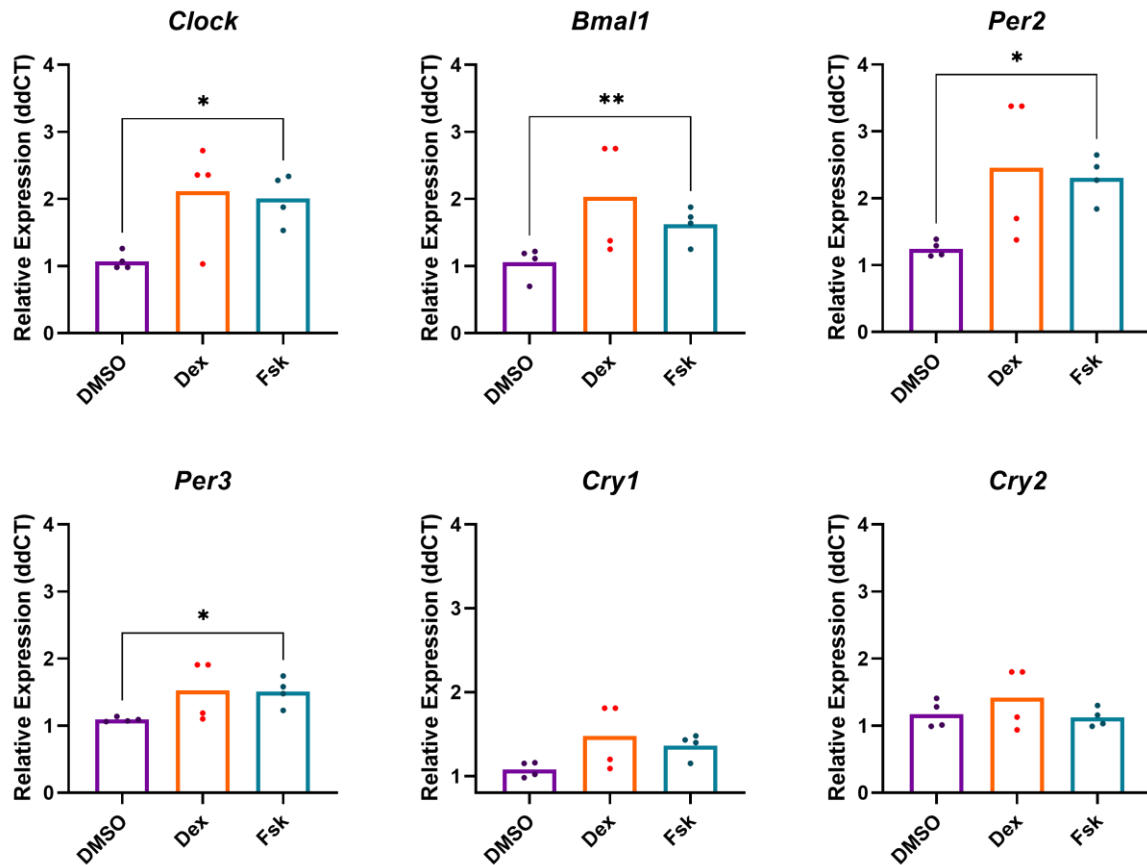 Clock
Relative Expression (ddCT)
4
3
2
1
0
*
DMSO
Dex
Fsk
Bmal1
Relative Expression (ddCT)
4
3
2
1
0
**
DMSO
Dex
Fsk
Per2
Relative Expression (ddCT)
4
3
2
1
0
*
DMSO
Dex
Fsk
Per3
Relative Expression (ddCT)
4
3
2
1
0
*
DMSO
Dex
Fsk
Cry1
Relative Expression (ddCT)
4
3
2
1
DMSO
Dex
Fsk
Cry2
Relative Expression (ddCT)
4
3
2
1
0
DMSO
Dex
Fsk